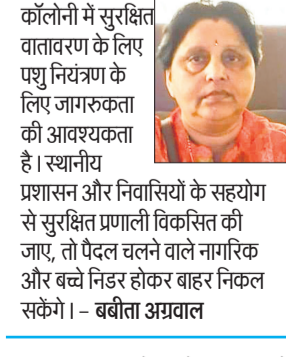 कॉलोनी में सुरक्षित
वातावरण के लिए
पशु नियंत्रण के
लिए जागरुकता
की आवश्यकता
है। स्थानीय
प्रशासन और निवासियों के सहयोग
से सुरक्षित प्रणाली विकसित की
जाए, तो पैदल चलने वाले नागरिक
और बच्चे निडर होकर बाहर निकल
सकेंगे। – बबीता अग्रवाल